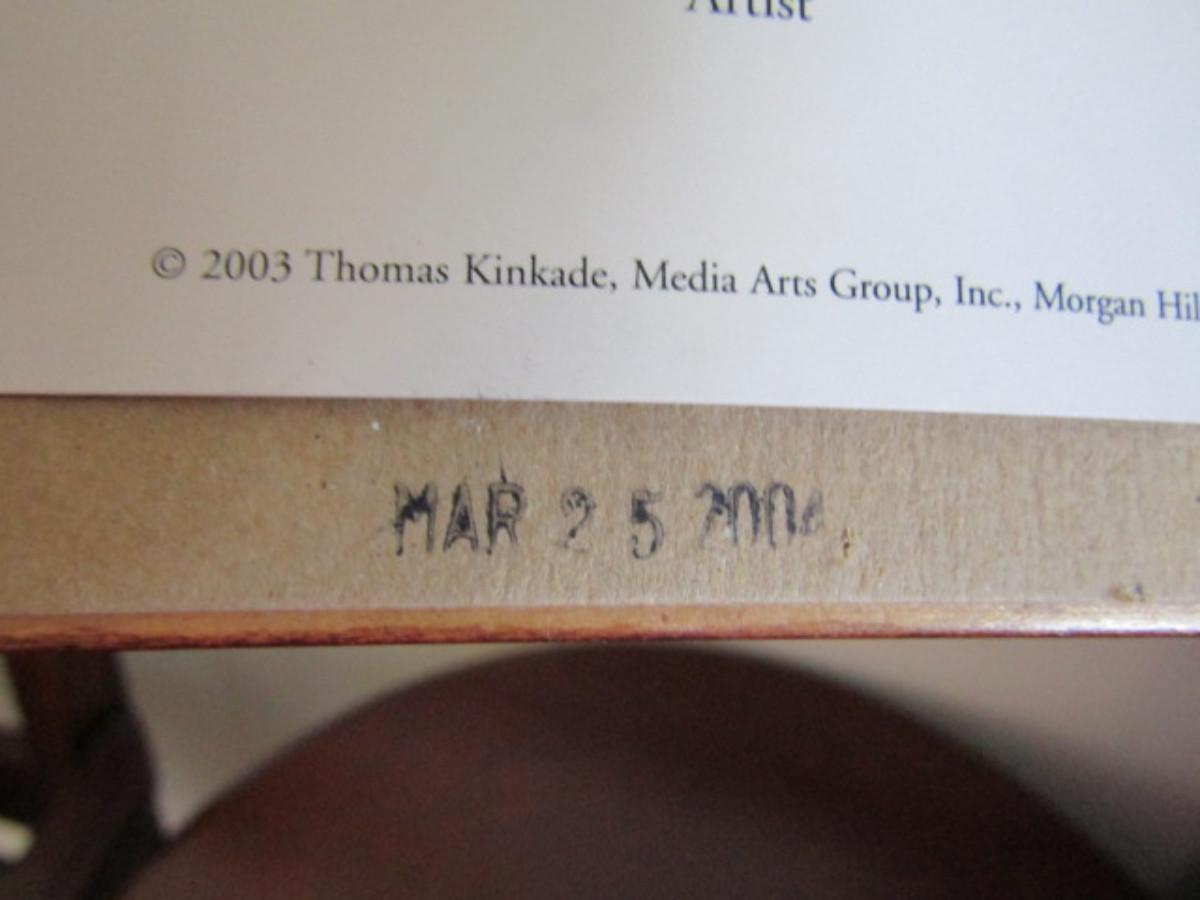 Artist
© 2003 Thomas Kinkade, Media Arts Group, Inc., Morgan Hil
MAR 25 2004